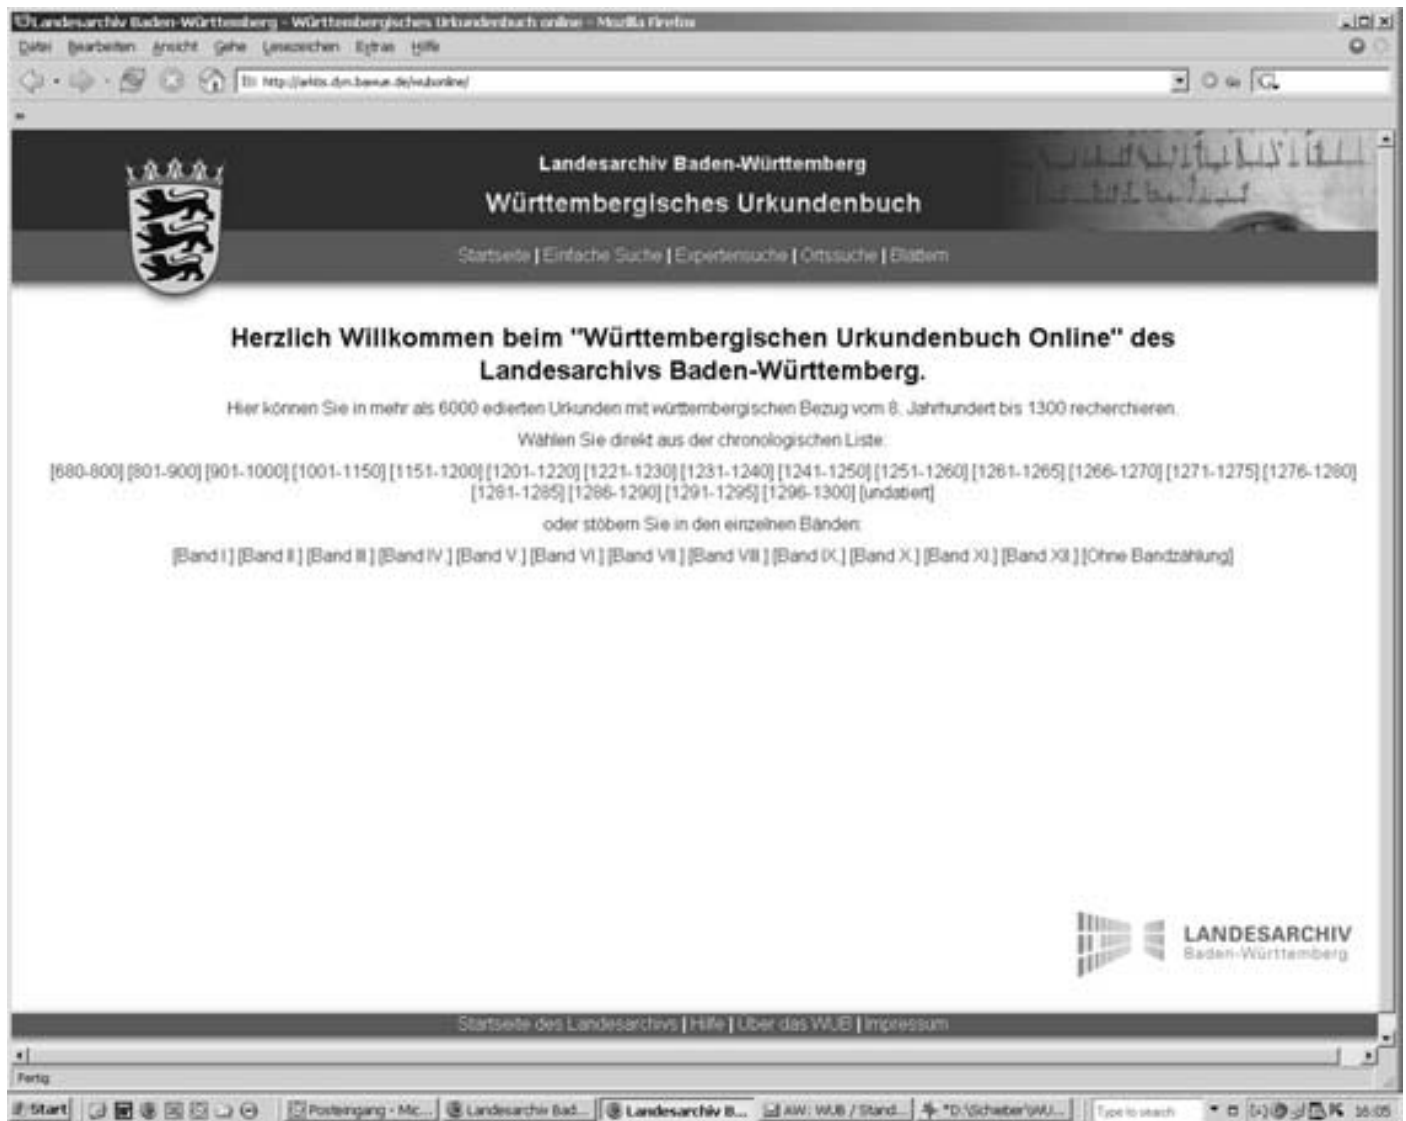 Landesarchiv Baden-Württemberg - Württembergisches Urkundenbuch online - Mozilla Firefox
Datei Bearbeiten Ansicht Gehe Lesezeichen Extras Hilfe
Landesarchiv Baden-Württemberg
Württembergisches Urkundenbuch
Startseite | Einfache Suche | Expertensuche | Ortssuche | Blättern
Herzlich Willkommen beim "Württembergischen Urkundenbuch Online" des
Landesarchivs Baden-Württemberg.
Hier können Sie in mehr als 6000 edierten Urkunden mit württembergischen Bezug vom 8. Jahrhundert bis 1300 recherchieren.
Wählen Sie direkt aus der chronologischen Liste:
[680-800] [801-900] [901-1000] [1001-1150] [1151-1200] [1201-1220] [1221-1230] [1231-1240] [1241-1250] [1251-1260] [1261-1265] [1266-1270] [1271-1275] [1276-1280]
[1281-1285] [1286-1290] [1291-1295] [1296-1300] [undatiert]
oder stöbern Sie in den einzelnen Bänden:
[Band I.] [Band II.] [Band III.] [Band IV.] [Band V.] [Band VI.] [Band VII.] [Band VIII.] [Band IX.] [Band X.] [Band XI.] [Band XII.] [Ohne Bandzählung]
LANDESARCHIV
Baden-Württemberg
Startseite des Landesarchivs | Hilfe | Über das WUB | Impressum
Fertig
Start Posteingang - Mic... Landesarchiv Bad... Landesarchiv B... AW: WUB / Stand... Type to search 16:05